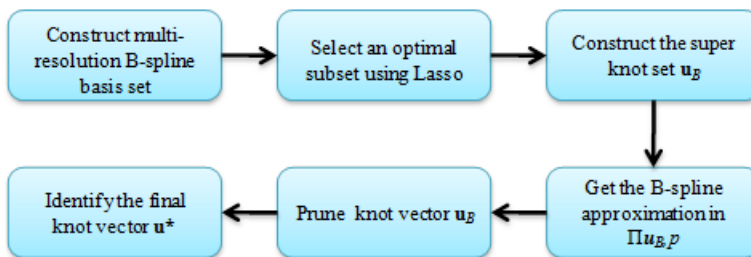 Construct multi-
resolution B-spline
basis set
Select an optimal
subset using Lasso
Construct the super
knot set u_B
Get the B-spline
approximation in
Πu_B,p
Prune knot vector u_B
Identify the final
knot vector u*